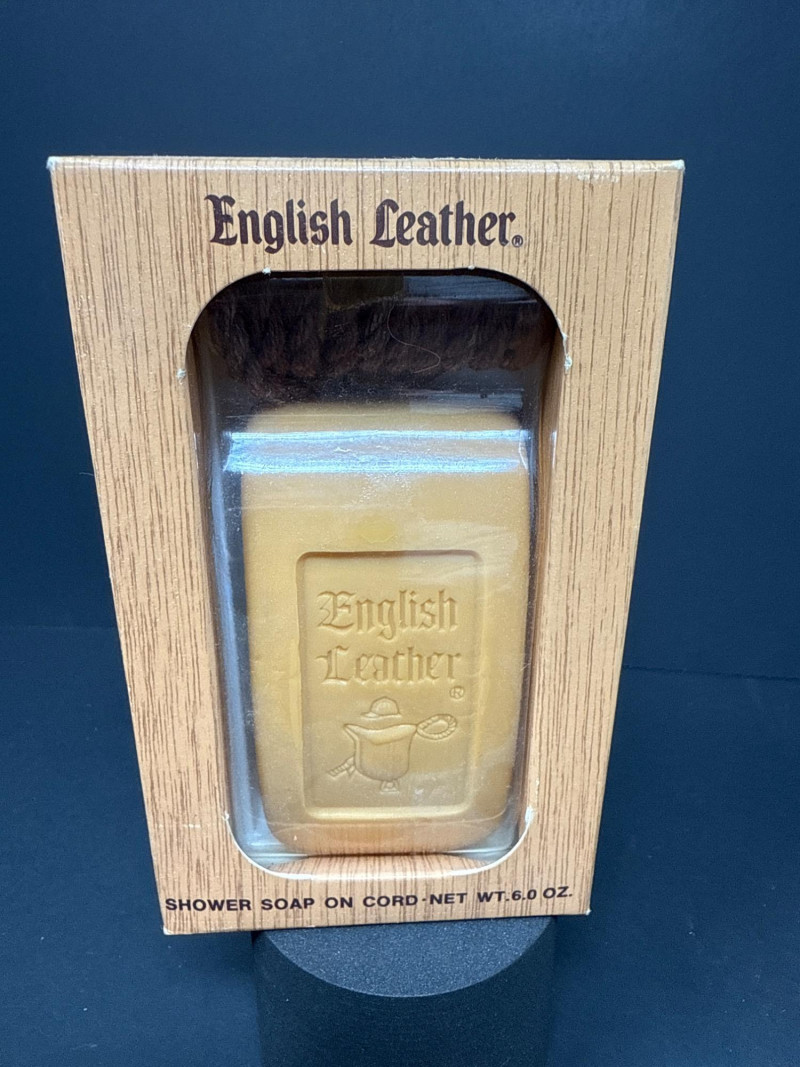 English Leather®
English
Leather
®
SHOWER SOAP ON CORD·NET WT.6.0 OZ.